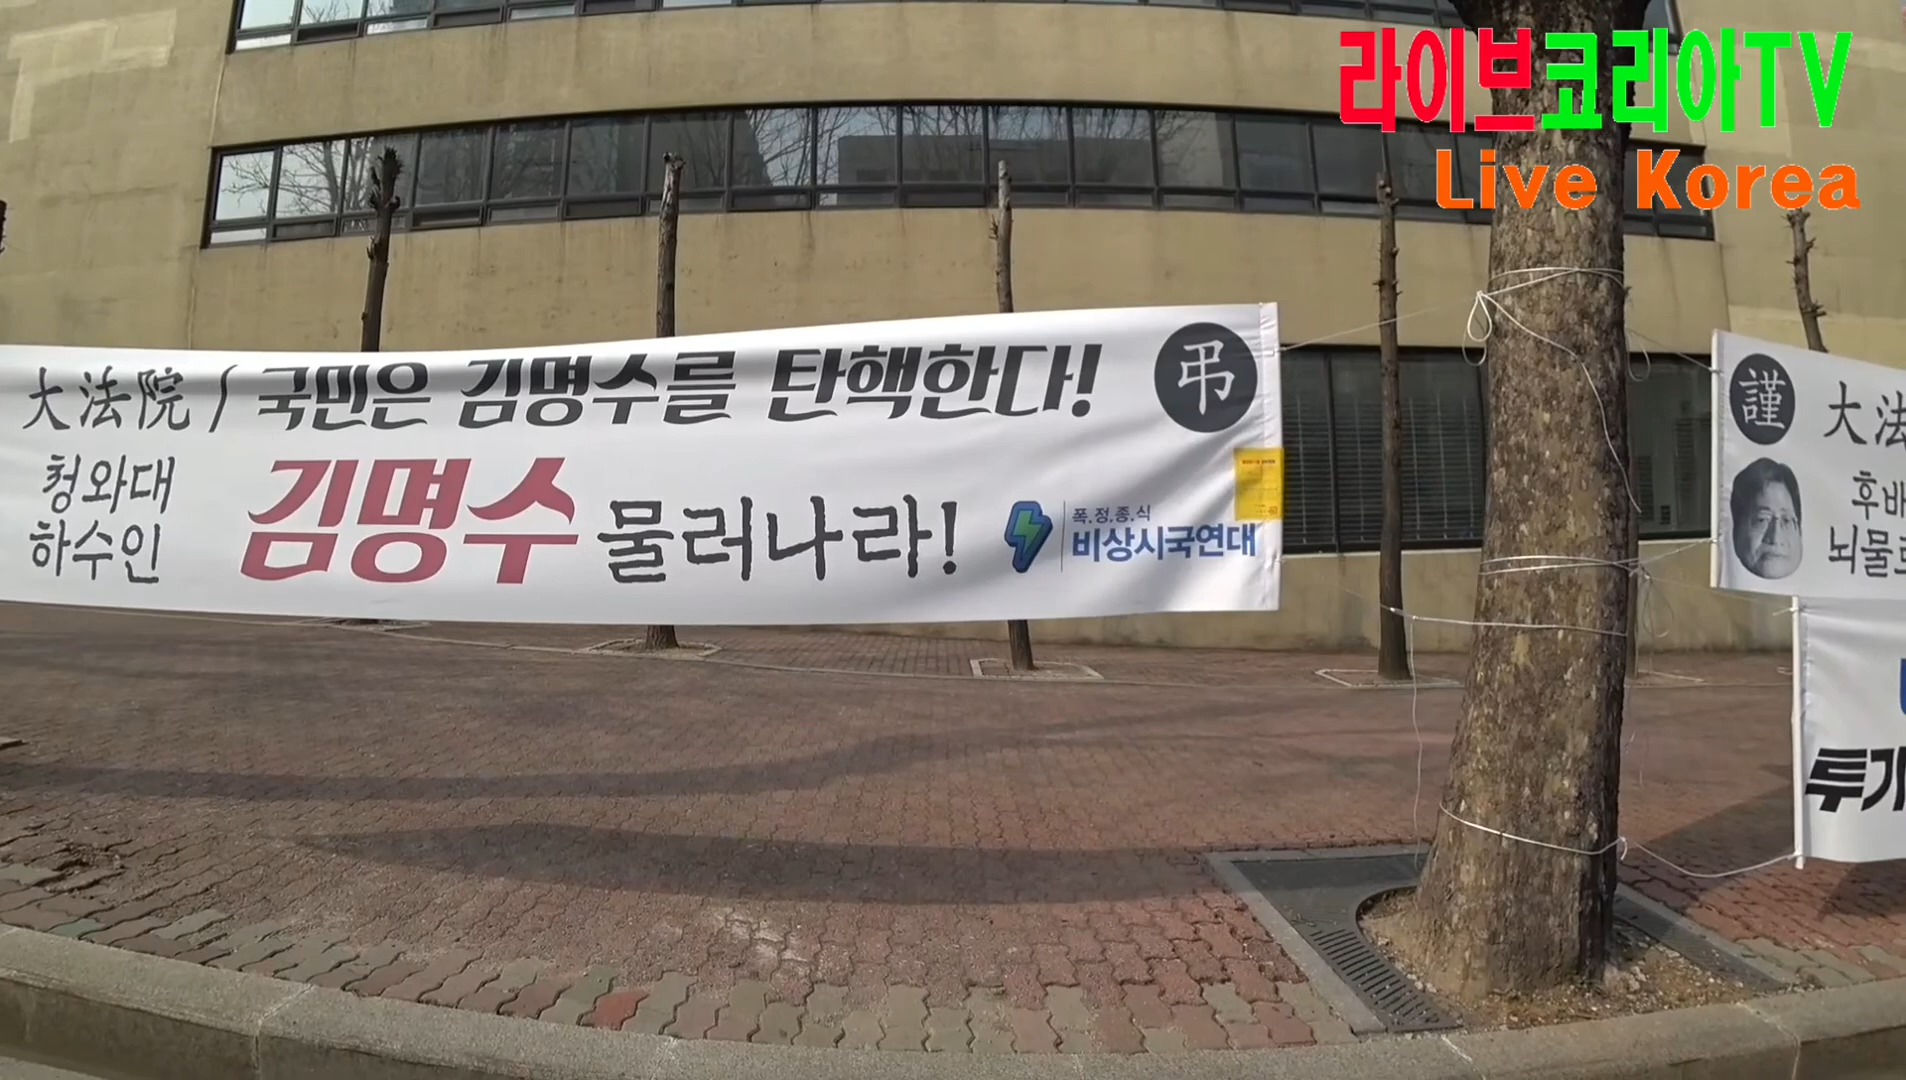 라이브코리아TV
Live Korea
大法院 / 국민은 김명수를 탄핵한다! 弔
청와대
하수인
김명수 물러나라!
폭.정.종.식
비상시국연대
謹 大法
후배
뇌물로
투기